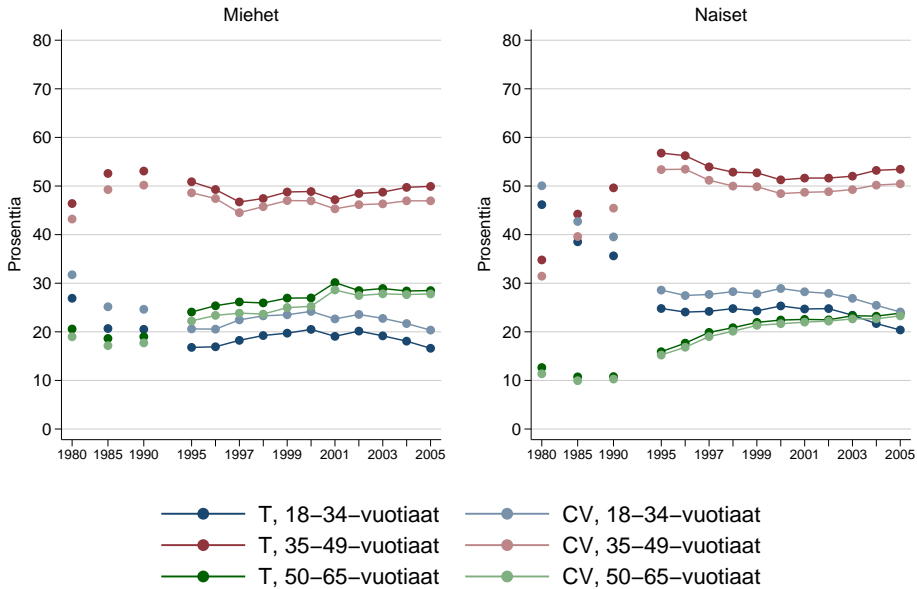 Miehet
Naiset
Prosenttia
80
70
60
50
40
30
20
10
0
1980 1985 1990 1995 1997 1999 2001 2003 2005
Prosenttia
80
70
60
50
40
30
20
10
0
1980 1985 1990 1995 1997 1999 2001 2003 2005
T, 18−34−vuotiaat
CV, 18−34−vuotiaat
T, 35−49−vuotiaat
CV, 35−49−vuotiaat
T, 50−65−vuotiaat
CV, 50−65−vuotiaat